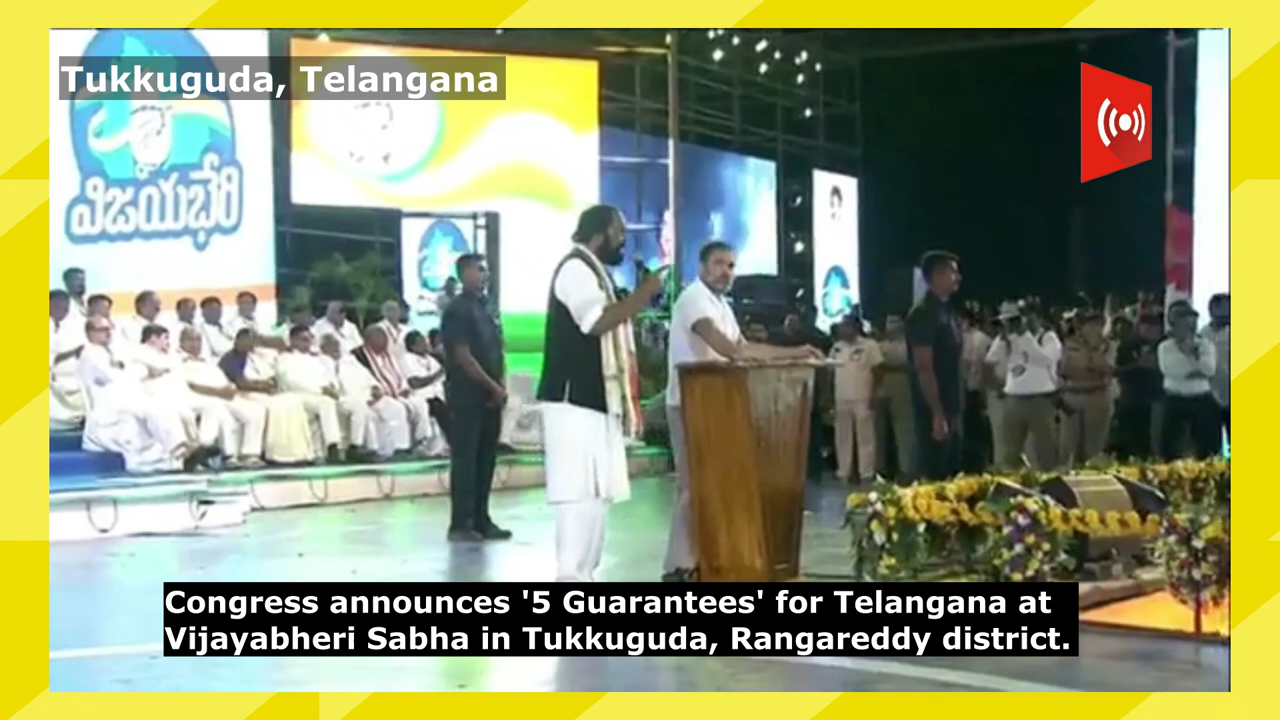 Tukkuguda, Telangana
విజయభేరి
Congress announces '5 Guarantees' for Telangana at
Vijayabheri Sabha in Tukkuguda, Rangareddy district.